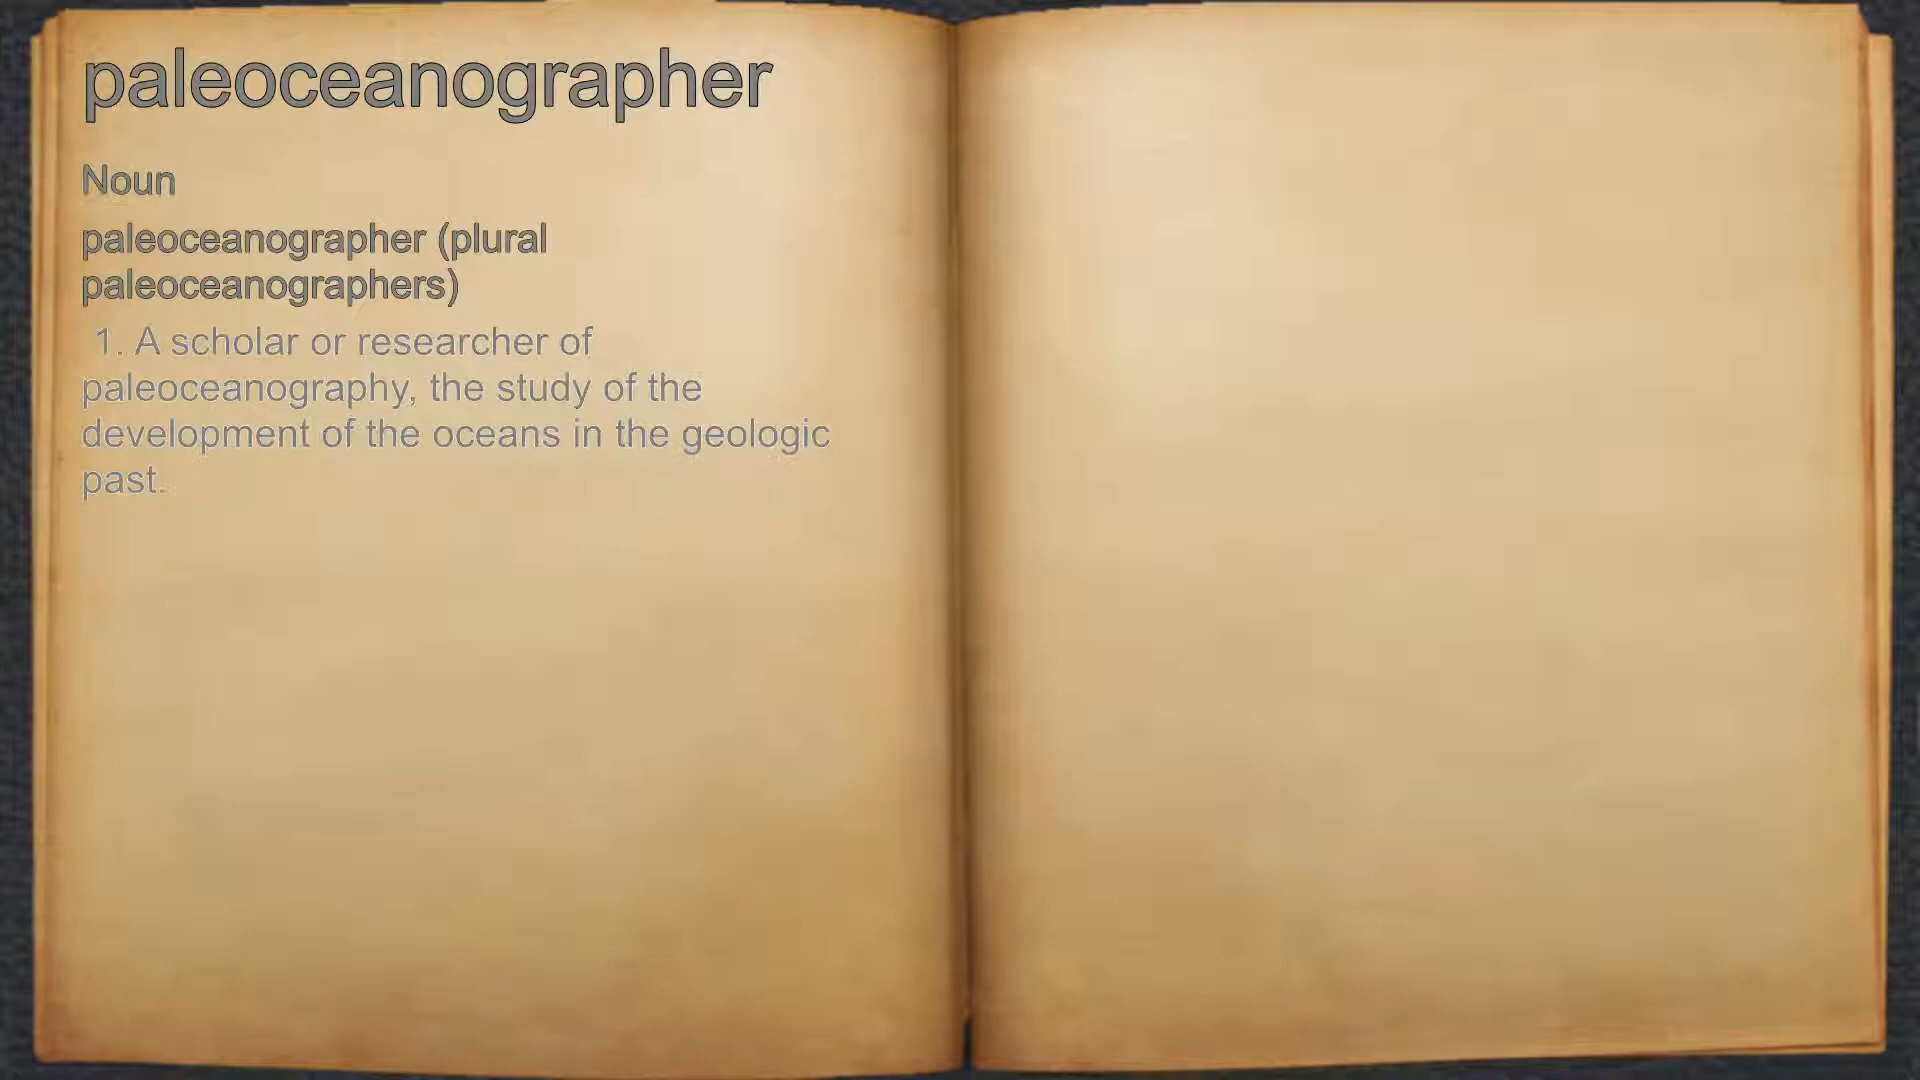 paleoceanographer
Noun
paleoceanographer (plural
paleoceanographers)
1. A scholar or researcher of
paleoceanography, the study of the
development of the oceans in the geologic
past.